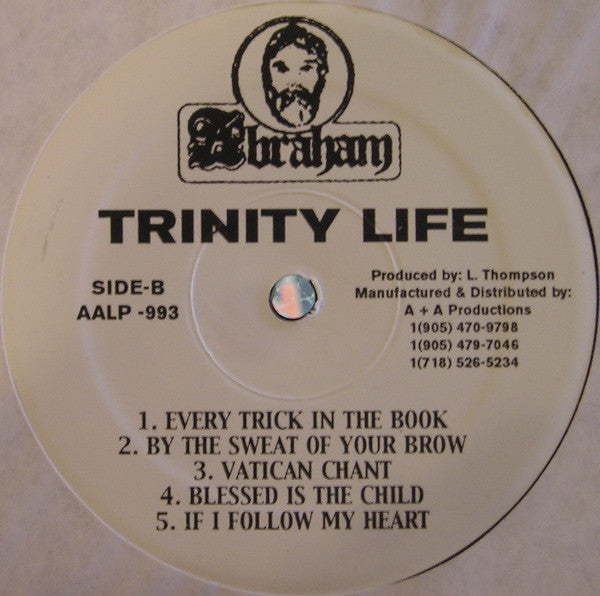 Abraham
TRINITY LIFE
SIDE-B
AALP -993
Produced by: L. Thompson
Manufactured & Distributed by:
A + A Productions
1(905) 470-9798
1(905) 479-7046
1(718) 526-5234
1. EVERY TRICK IN THE BOOK
2. BY THE SWEAT OF YOUR BROW
3. VATICAN CHANT
4. BLESSED IS THE CHILD
5. IF I FOLLOW MY HEART